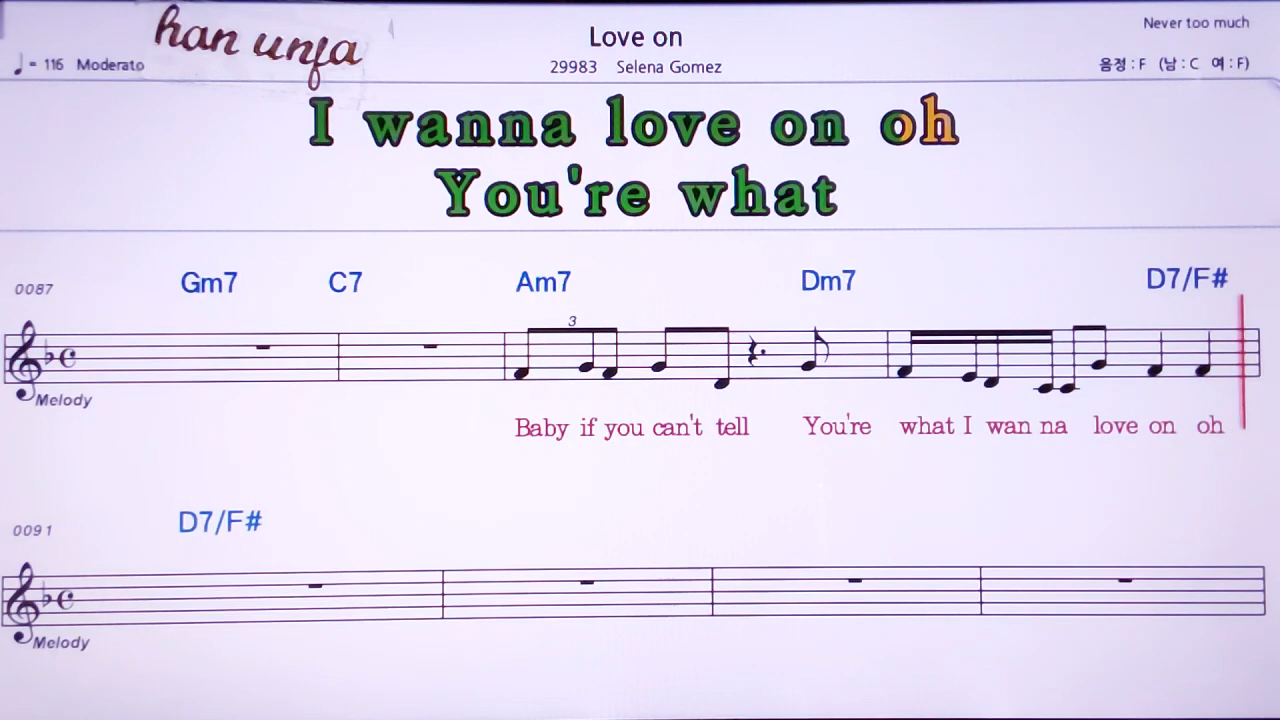 han unfa
Love on
Never too much
♩ = 116 Moderato
29983 Selena Gomez
음정 : F (남 : C 여 : F)
I wanna love on oh
You're what
0087 Gm7 C7 Am7 Dm7 D7/F#
3
Melody
Baby if you can't tell You're what I wan na love on oh
0091 D7/F#
Melody